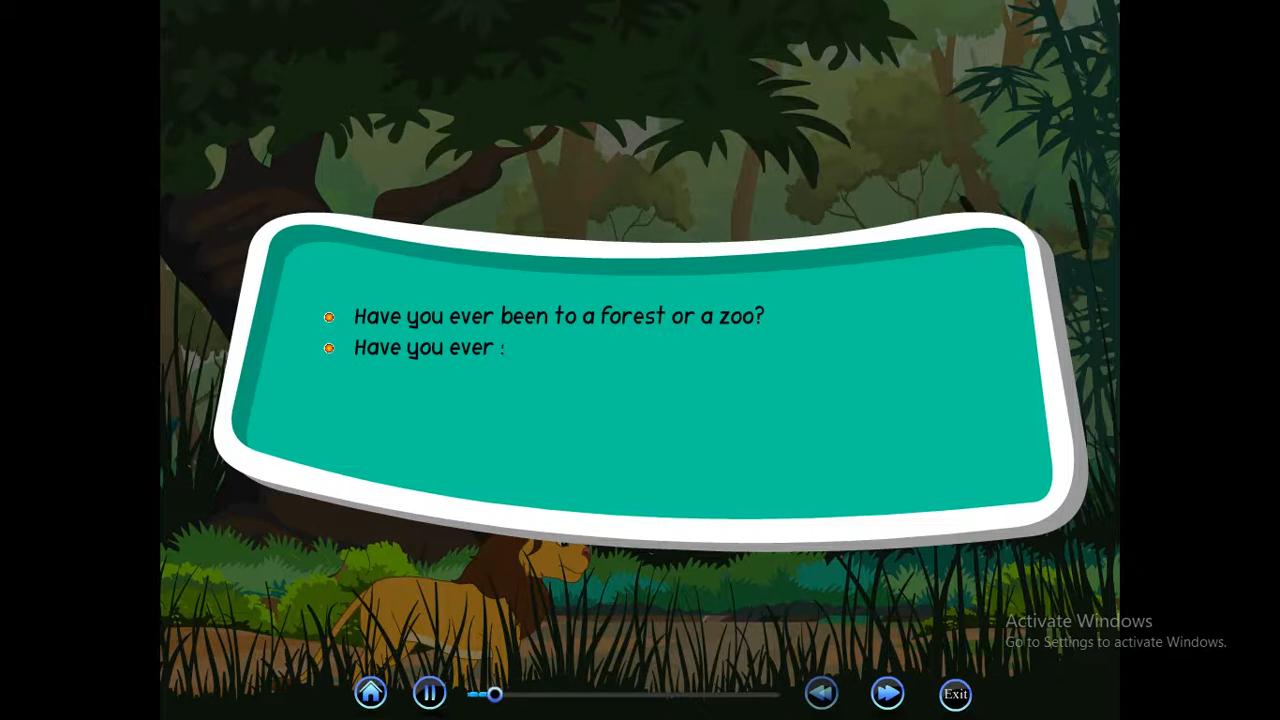 Have you ever been to a forest or a zoo?
Have you ever
Activate Windows
Go to Settings to activate Windows.
Exit